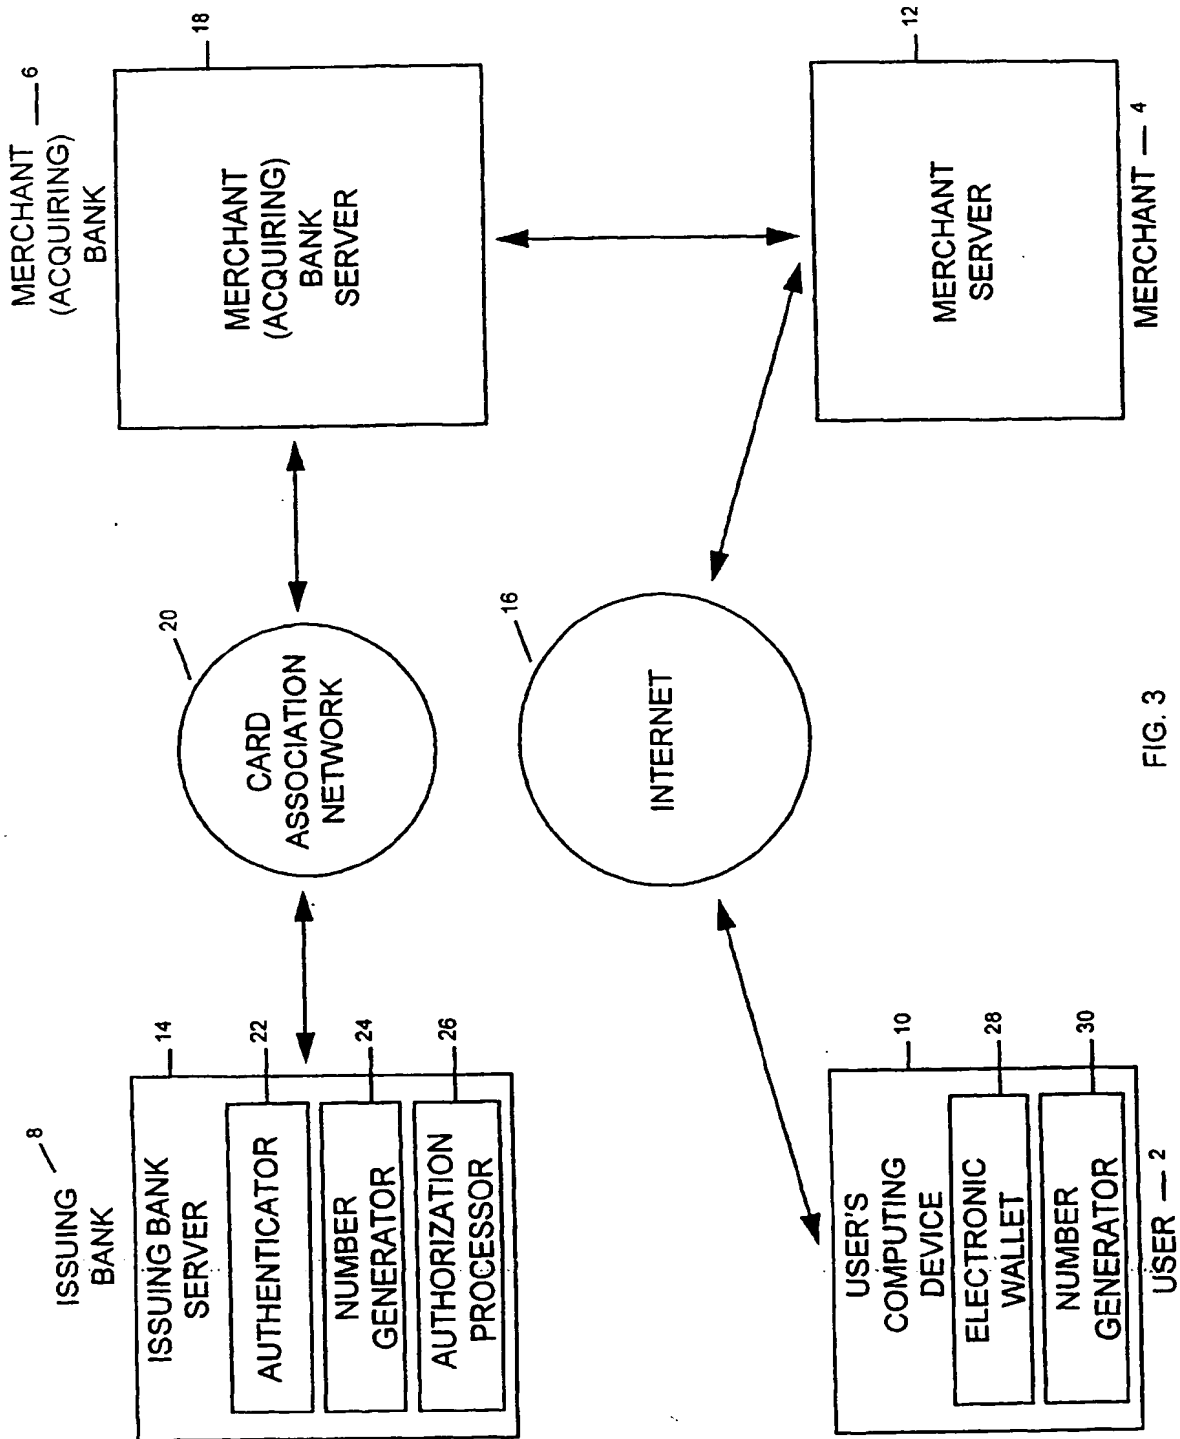 ISSUING
BANK
8
ISSUING BANK
SERVER
14
AUTHENTICATOR
22
NUMBER
GENERATOR
24
AUTHORIZATION
PROCESSOR
26
CARD
ASSOCIATION
NETWORK
20
MERCHANT
(ACQUIRING)
BANK
6
MERCHANT
(ACQUIRING)
BANK
SERVER
18
USER'S
COMPUTING
DEVICE
10
ELECTRONIC
WALLET
28
NUMBER
GENERATOR
30
USER
2
INTERNET
16
MERCHANT
SERVER
12
MERCHANT
4
FIG. 3